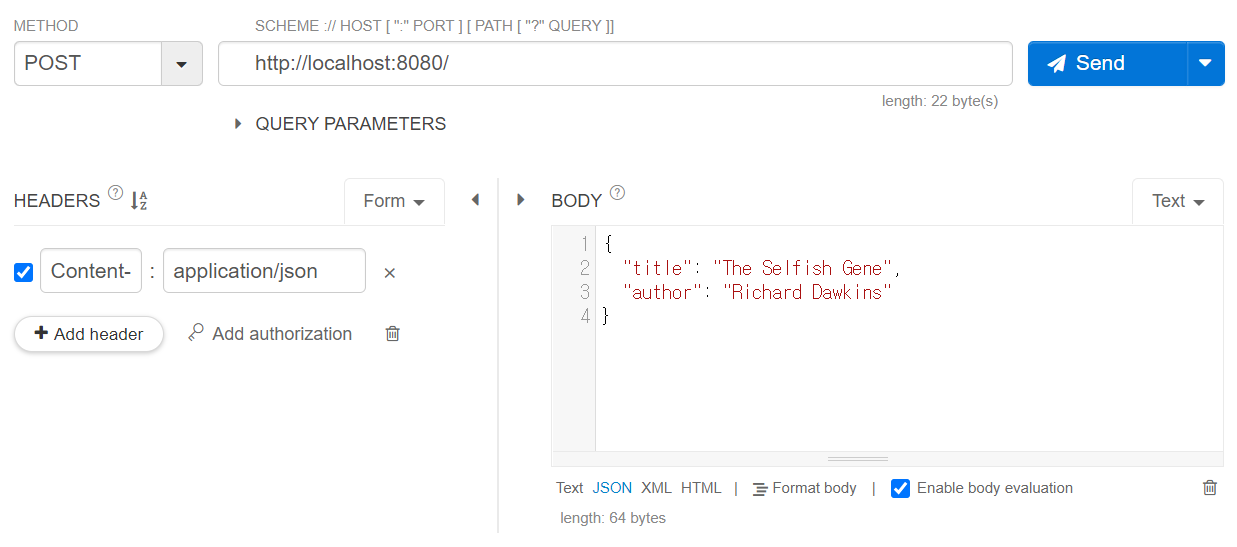 METHOD SCHEME :// HOST [ ":" PORT ] [ PATH [ "?" QUERY ]]
POST http://localhost:8080/ Send
length: 22 byte(s)
QUERY PARAMETERS
HEADERS ? A Z Form BODY ? Text
Content- : application/json ×
+ Add header Add authorization
1 {
2 "title": "The Selfish Gene",
3 "author": "Richard Dawkins"
4 }
Text JSON XML HTML | Format body | Enable body evaluation
length: 64 bytes